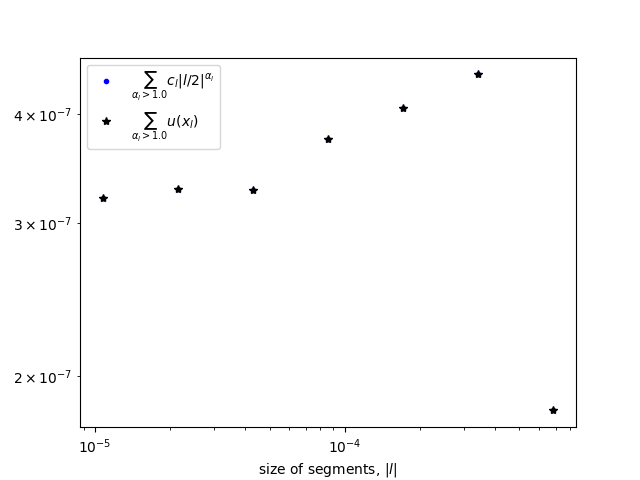 ∑_{α_l>1.0} c_l|l/2|^{α_l}
∑_{α_l>1.0} u(x_l)
4 × 10^{−7}
3 × 10^{−7}
2 × 10^{−7}
10^{−5} 10^{−4}
size of segments, |l|